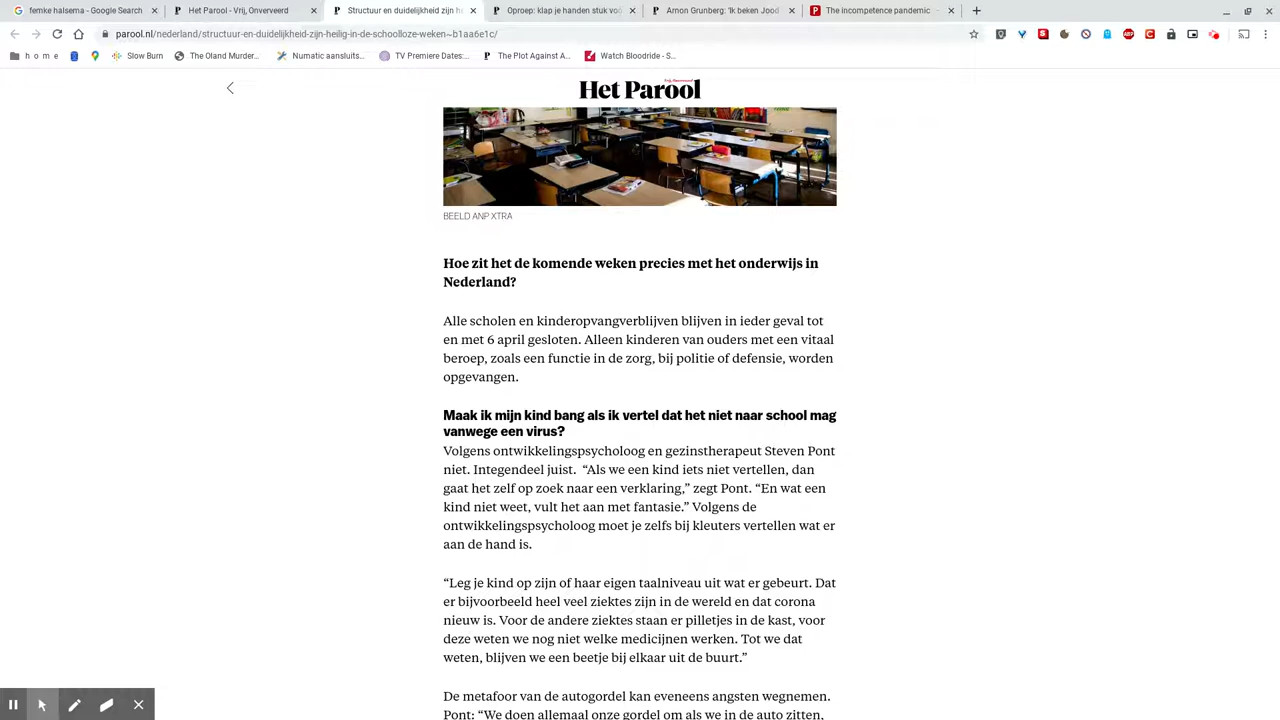 femke halsema - Google Search
Het Parool - Vrij, Onverveerd
Structuur en duidelijkheid zijn h
Oproep: klap je handen stuk voo
Arnon Grunberg: 'Ik beken Jood
The incompetence pandemic
parool.nl/nederland/structuur-en-duidelijkheid-zijn-heilig-in-de-schoolloze-weken~b1aa6e1c/
h o m e
Slow Burn
The Oland Murder...
Numatic aansluits...
TV Premiere Dates:...
The Plot Against A...
Watch Bloodride - S...
Vrij, Onverveerd
Het Parool
BEELD ANP XTRA
Hoe zit het de komende weken precies met het onderwijs in
Nederland?
Alle scholen en kinderopvangverblijven blijven in ieder geval tot
en met 6 april gesloten. Alleen kinderen van ouders met een vitaal
beroep, zoals een functie in de zorg, bij politie of defensie, worden
opgevangen.
Maak ik mijn kind bang als ik vertel dat het niet naar school mag
vanwege een virus?
Volgens ontwikkelingspsycholoog en gezinstherapeut Steven Pont
niet. Integendeel juist. “Als we een kind iets niet vertellen, dan
gaat het zelf op zoek naar een verklaring,” zegt Pont. “En wat een
kind niet weet, vult het aan met fantasie.” Volgens de
ontwikkelingspsycholoog moet je zelfs bij kleuters vertellen wat er
aan de hand is.
“Leg je kind op zijn of haar eigen taalniveau uit wat er gebeurt. Dat
er bijvoorbeeld heel veel ziektes zijn in de wereld en dat corona
nieuw is. Voor de andere ziektes staan er pilletjes in de kast, voor
deze weten we nog niet welke medicijnen werken. Tot we dat
weten, blijven we een beetje bij elkaar uit de buurt.”
De metafoor van de autogordel kan eveneens angsten wegnemen.
Pont: “We doen allemaal onze gordel om als we in de auto zitten,